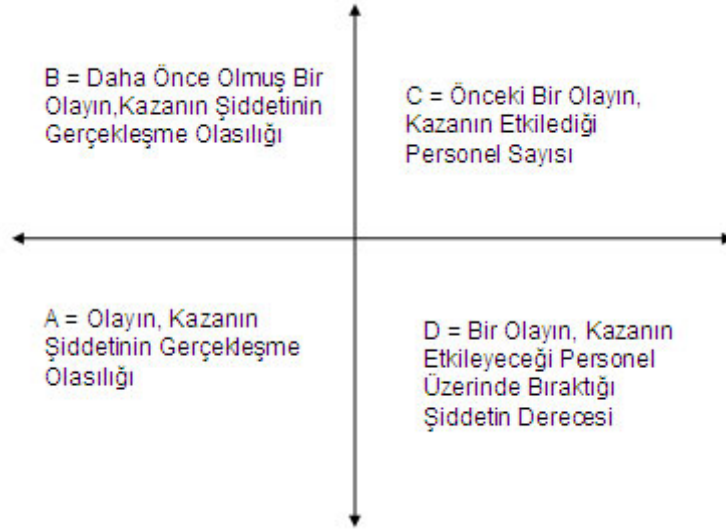 B = Daha Önce Olmuş Bir
Olayın,Kazanın Şiddetinin
Gerçekleşme Olasılığı
C = Önceki Bir Olayın,
Kazanın Etkilediği
Personel Sayısı
A = Olayın, Kazanın
Şiddetinin Gerçekleşme
Olasılığı
D = Bir Olayın, Kazanın
Etkileyeceği Personel
Üzerinde Bıraktığı
Şiddetin Derecesi